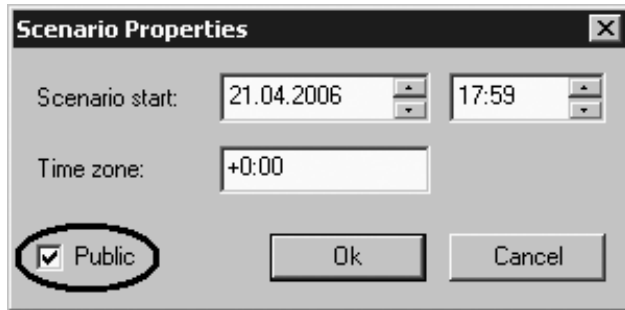 Scenario Properties
Scenario start: 21.04.2006 17:59
Time zone: +0:00
Public Ok Cancel